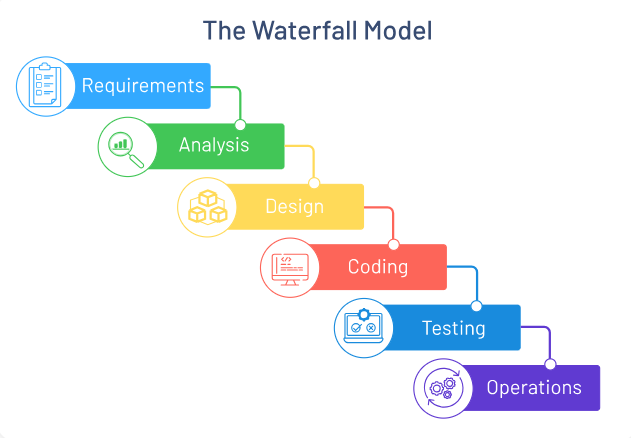 The Waterfall Model
Requirements
Analysis
Design
Coding
Testing
Operations